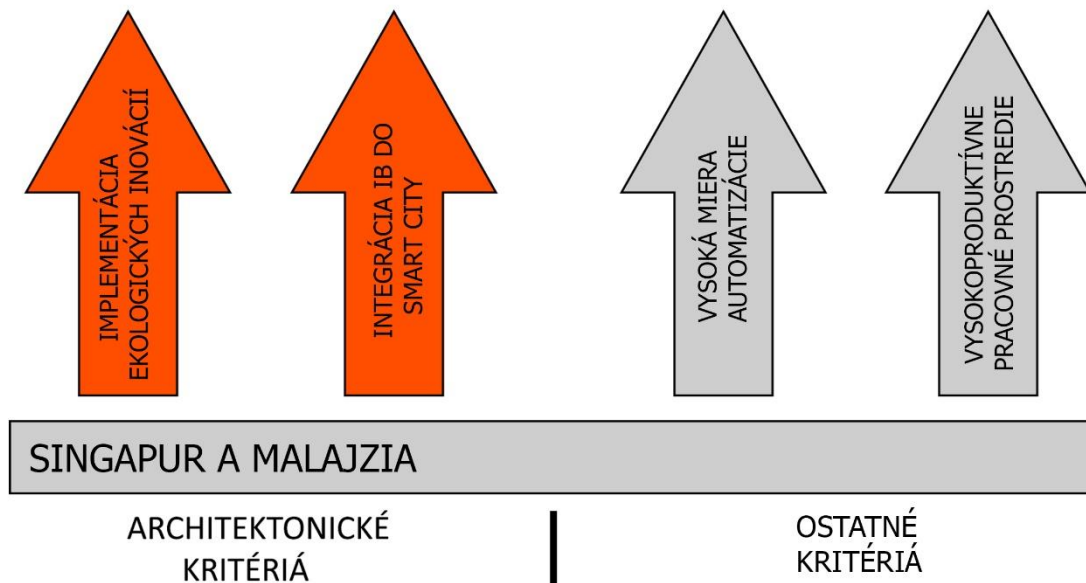 IMPLEMENTÁCIA
EKOLOGICKÝCH INOVÁCIÍ
INTEGRÁCIA IB DO
SMART CITY
VYSOKÁ MIERA
AUTOMATIZÁCIE
VYSOKOPRODUKTÍVNE
PRACOVNÉ PROSTREDIE
SINGAPUR A MALAJZIA
ARCHITEKTONICKÉ
KRITÉRIÁ
OSTATNÉ
KRITÉRIÁ